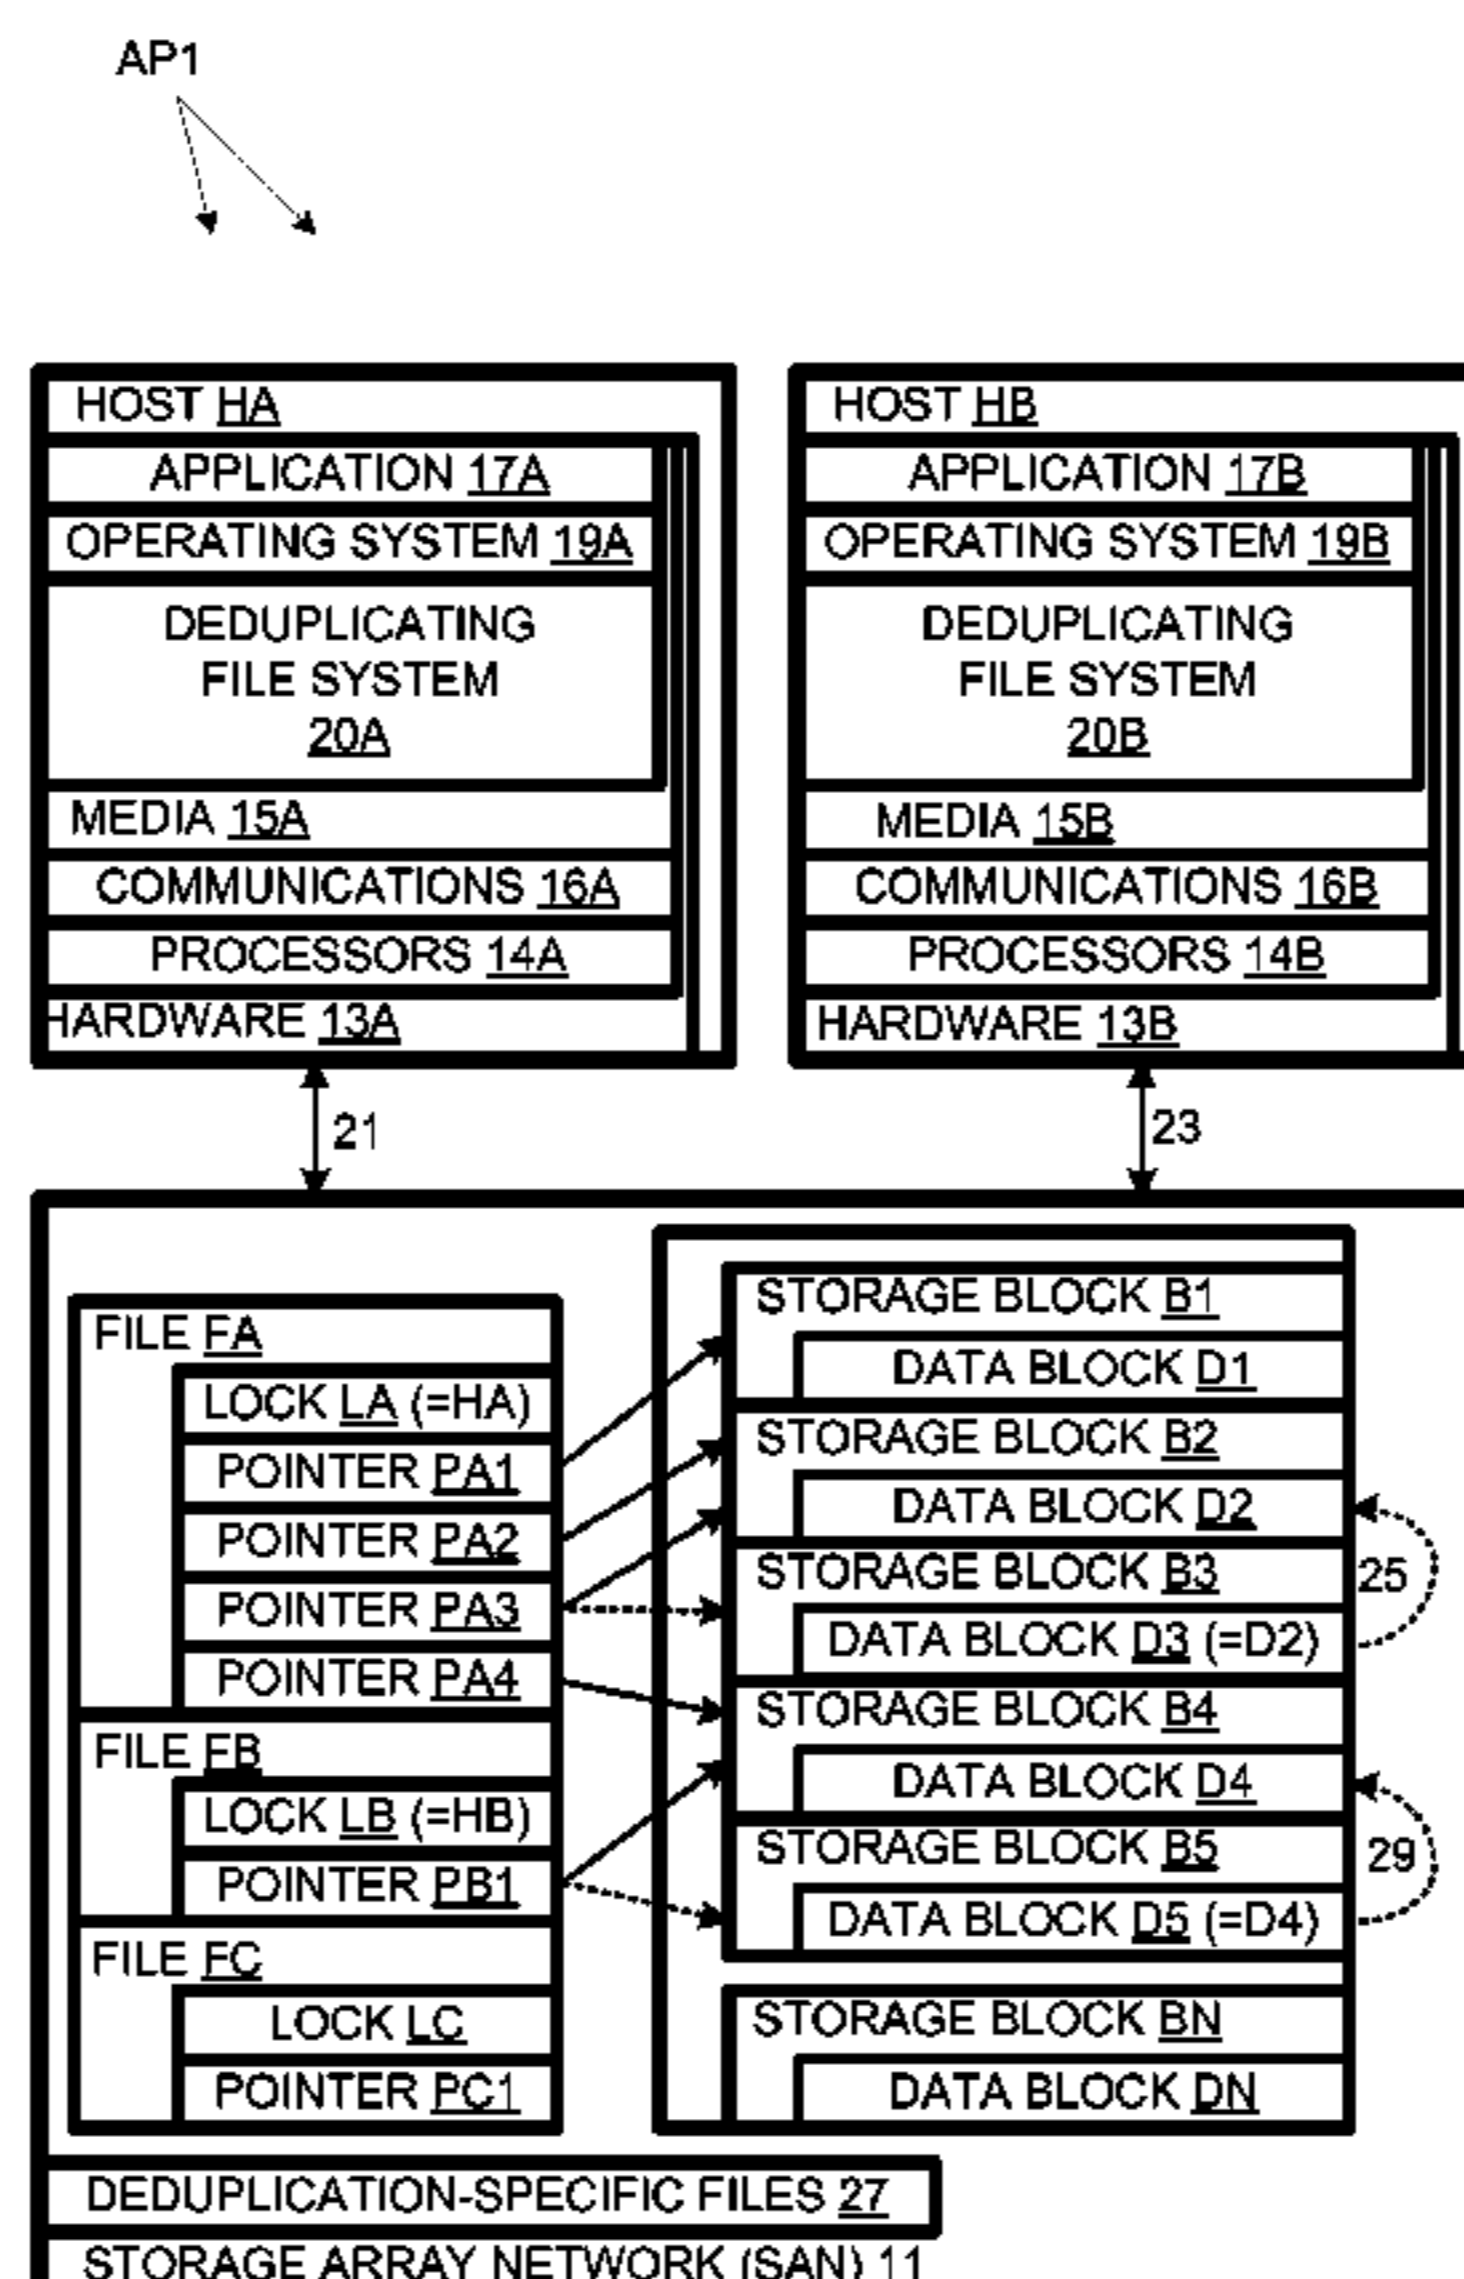 AP1
HOST HA
APPLICATION 17A
OPERATING SYSTEM 19A
DEDUPLICATING
FILE SYSTEM
20A
MEDIA 15A
COMMUNICATIONS 16A
PROCESSORS 14A
HARDWARE 13A
HOST HB
APPLICATION 17B
OPERATING SYSTEM 19B
DEDUPLICATING
FILE SYSTEM
20B
MEDIA 15B
COMMUNICATIONS 16B
PROCESSORS 14B
HARDWARE 13B
21
23
FILE FA
LOCK LA (=HA)
POINTER PA1
POINTER PA2
POINTER PA3
POINTER PA4
FILE FB
LOCK LB (=HB)
POINTER PB1
FILE FC
LOCK LC
POINTER PC1
STORAGE BLOCK B1
DATA BLOCK D1
STORAGE BLOCK B2
DATA BLOCK D2
STORAGE BLOCK B3
DATA BLOCK D3 (=D2)
STORAGE BLOCK B4
DATA BLOCK D4
STORAGE BLOCK B5
DATA BLOCK D5 (=D4)
STORAGE BLOCK BN
DATA BLOCK DN
25
29
DEDUPLICATION-SPECIFIC FILES 27
STORAGE ARRAY NETWORK (SAN) 11